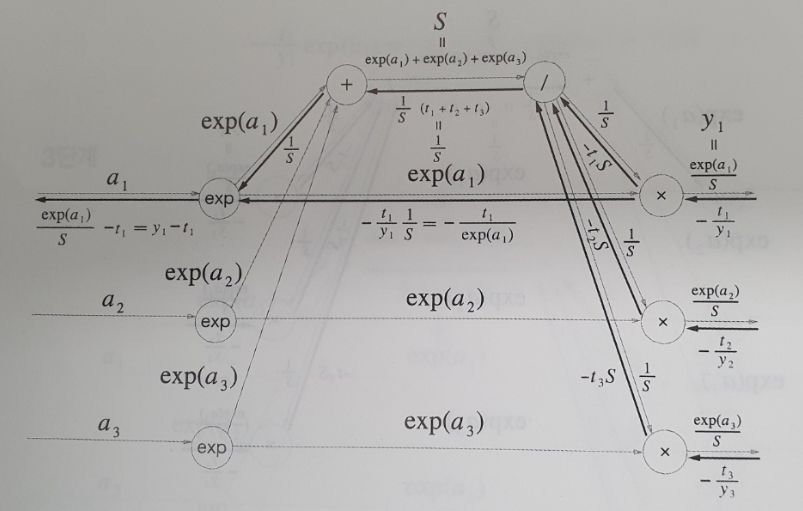 S
=
exp(a₁) + exp(a₂) + exp(a₃)
+
/
1/S (t₁ + t₂ + t₃)
=
1/S
exp(a₁)
1/S
1/S
-t₁S
y₁
=
exp(a₁)/S
a₁
exp
exp(a₁)
×
exp(a₁)/S - t₁ = y₁ - t₁
- t₁/y₁ 1/S = - t₁/exp(a₁)
- t₁/y₁
-t₂S
1/S
exp(a₂)
a₂
exp
exp(a₂)
×
exp(a₂)/S
- t₂/y₂
exp(a₃)
-t₃S
1/S
a₃
exp
exp(a₃)
×
exp(a₃)/S
- t₃/y₃